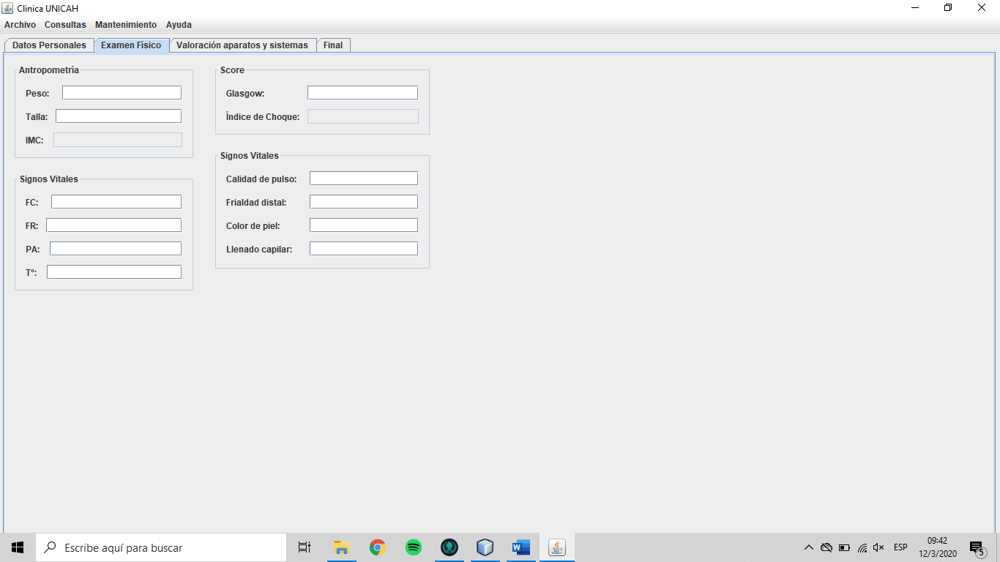 Clinica UNICAH
Archivo Consultas Mantenimiento Ayuda
Datos Personales Examen Fisico Valoración aparatos y sistemas Final
Antropometría
Peso:
Talla:
IMC:
Score
Glasgow:
Índice de Choque:
Signos Vitales
FC:
FR:
PA:
T°:
Signos Vitales
Calidad de pulso:
Frialdad distal:
Color de piel:
Llenado capilar:
Escribe aquí para buscar
ESP
09:42
12/3/2020
5